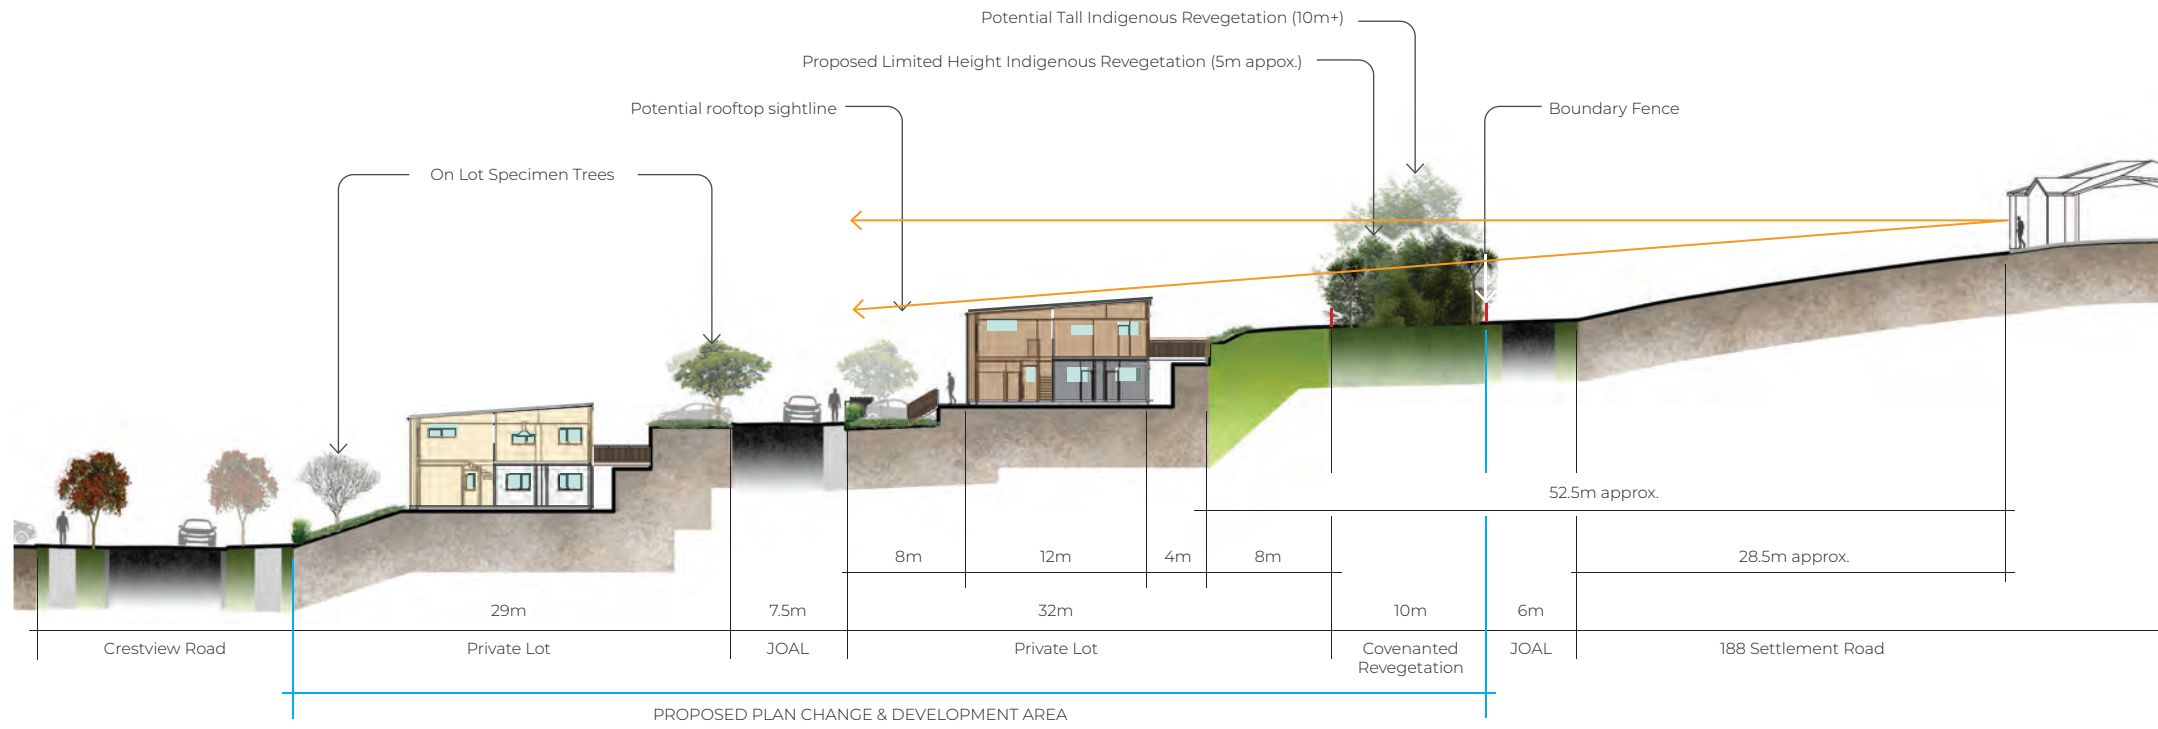 Potential Tall Indigenous Revegetation (10m+)
Proposed Limited Height Indigenous Revegetation (5m appox.)
Potential rooftop sightline
Boundary Fence
On Lot Specimen Trees
52.5m approx.
8m
12m
4m
8m
28.5m approx.
29m
7.5m
32m
10m
6m
Crestview Road
Private Lot
JOAL
Private Lot
Covenanted
Revegetation
JOAL
188 Settlement Road
PROPOSED PLAN CHANGE & DEVELOPMENT AREA